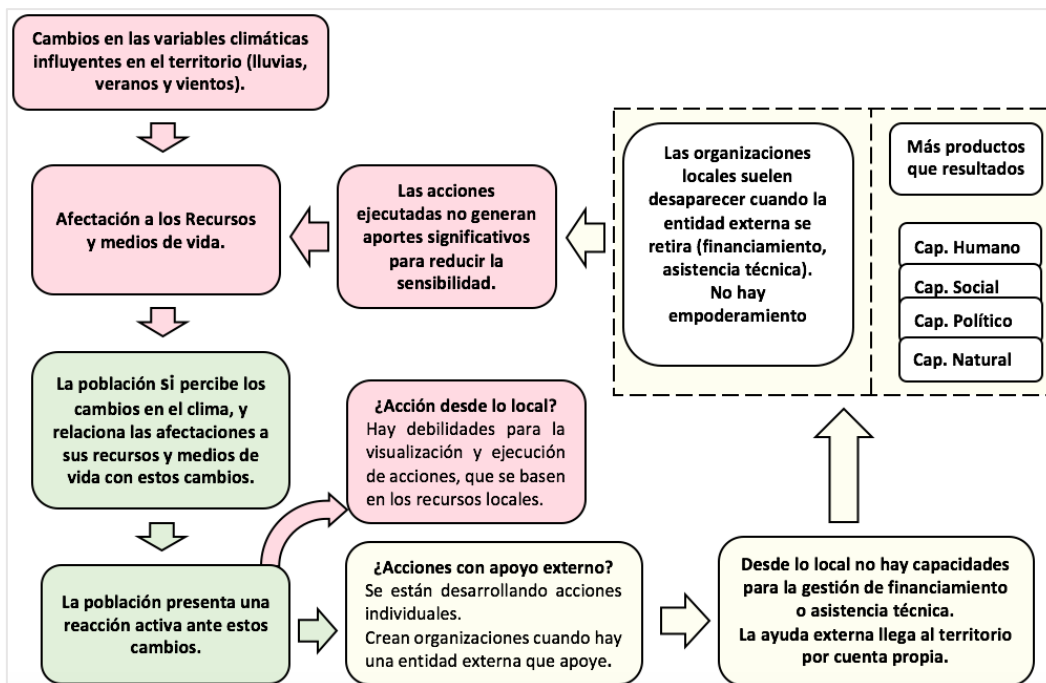 Cambios en las variables climáticas
influyentes en el territorio (lluvias,
veranos y vientos).
Afectación a los Recursos
y medios de vida.
Las acciones
ejecutadas no generan
aportes significativos
para reducir la
sensibilidad.
Las organizaciones
locales suelen
desaparecer cuando la
entidad externa se
retira (financiamiento,
asistencia técnica).
No hay
empoderamiento
Más productos
que resultados
Cap. Humano
Cap. Social
Cap. Político
Cap. Natural
La población si percibe los
cambios en el clima, y
relaciona las afectaciones a
sus recursos y medios de
vida con estos cambios.
¿Acción desde lo local?
Hay debilidades para la
visualización y ejecución
de acciones, que se basen
en los recursos locales.
La población presenta una
reacción activa ante estos
cambios.
¿Acciones con apoyo externo?
Se están desarrollando acciones
individuales.
Crean organizaciones cuando hay
una entidad externa que apoye.
Desde lo local no hay capacidades
para la gestión de financiamiento
o asistencia técnica.
La ayuda externa llega al territorio
por cuenta propia.